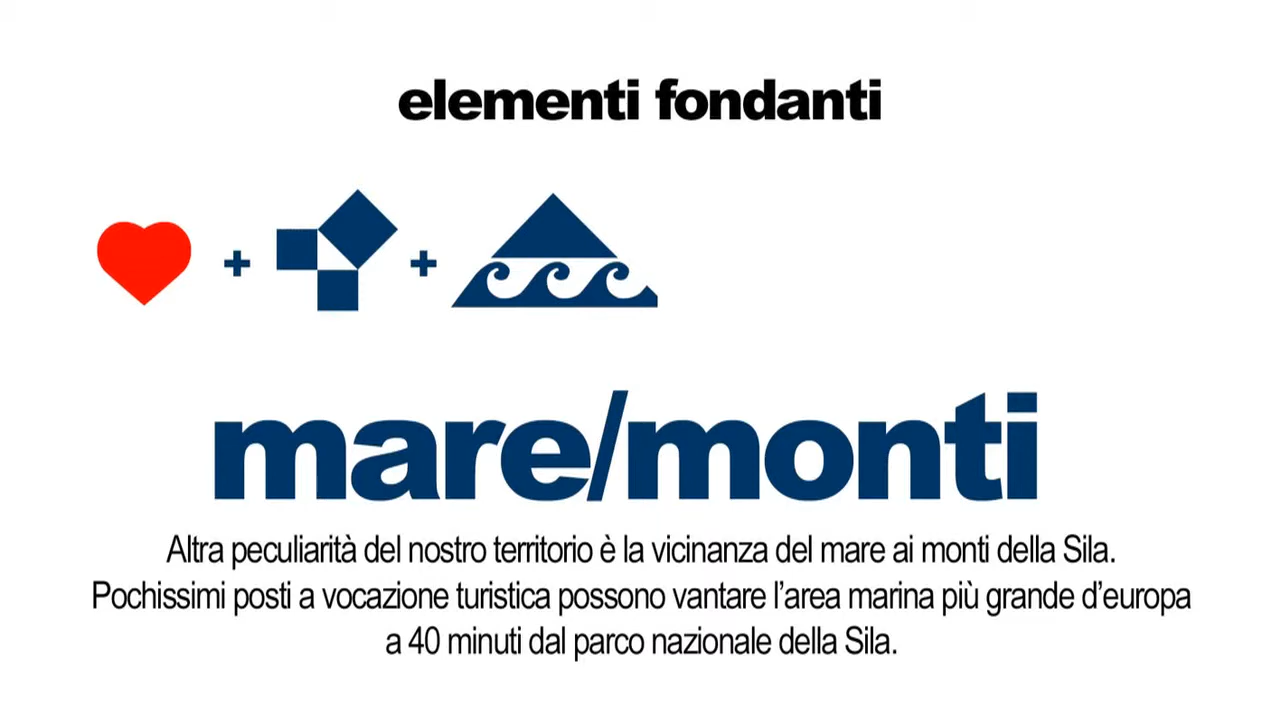 elementi fondanti
+ +
mare/monti
Altra peculiarità del nostro territorio è la vicinanza del mare ai monti della Sila.
Pochissimi posti a vocazione turistica possono vantare l’area marina più grande d’europa
a 40 minuti dal parco nazionale della Sila.